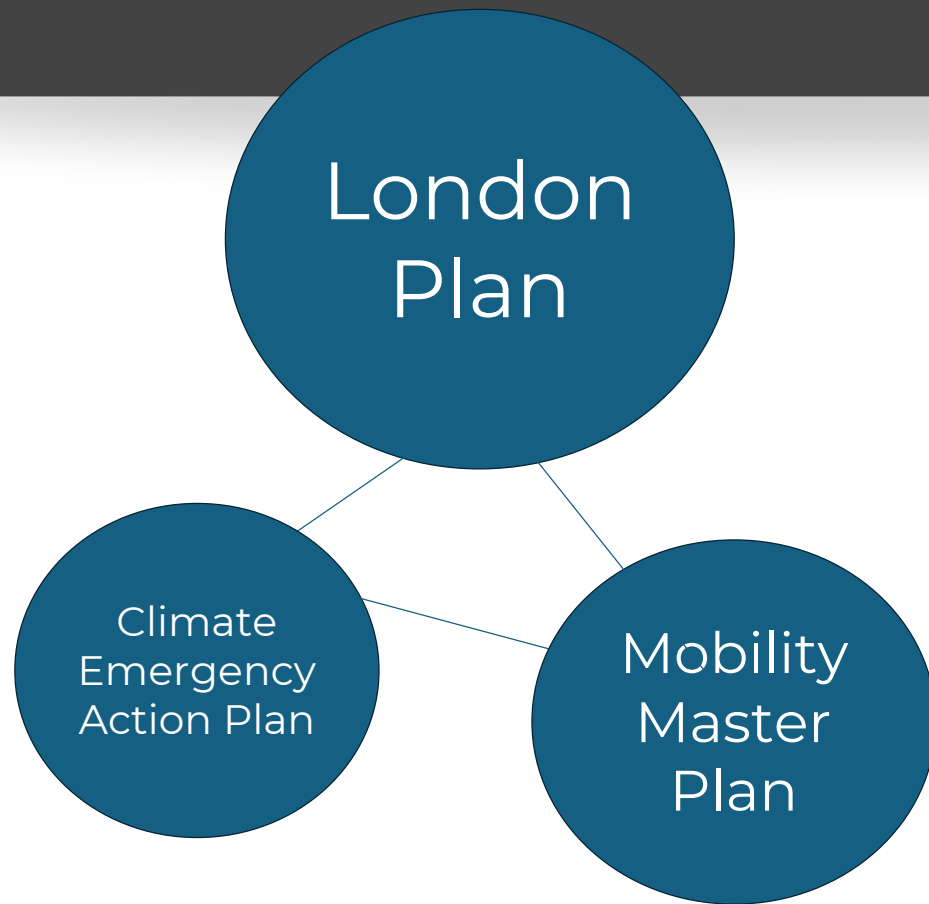 London
Plan
Climate
Emergency
Action Plan
Mobility
Master
Plan